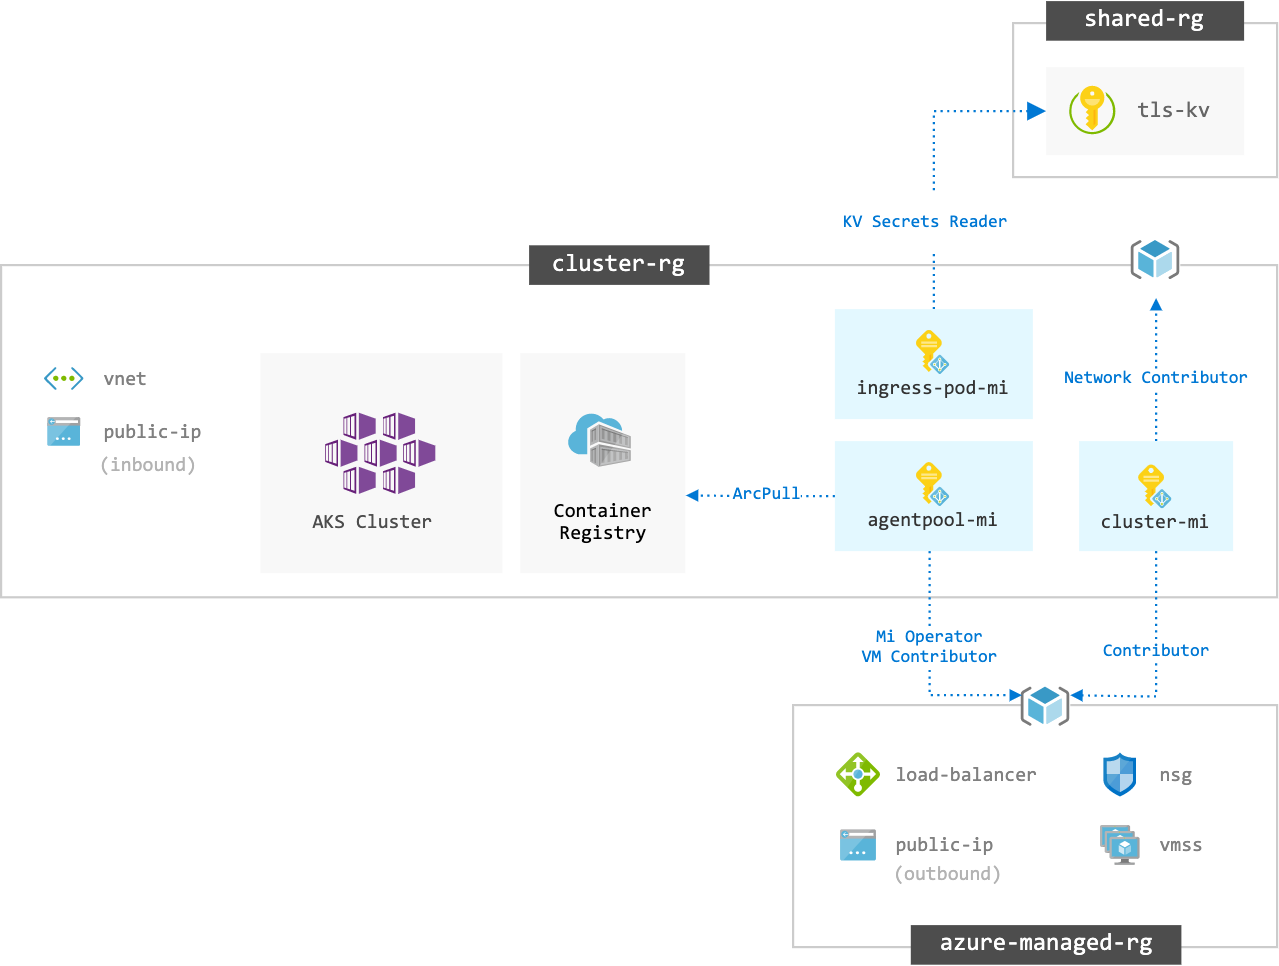 shared-rg
tls-kv
KV Secrets Reader
cluster-rg
vnet
public-ip
(inbound)
AKS Cluster
Container
Registry
ArcPull
ingress-pod-mi
agentpool-mi
Network Contributor
cluster-mi
Mi Operator
VM Contributor
Contributor
load-balancer
nsg
public-ip
(outbound)
vmss
azure-managed-rg